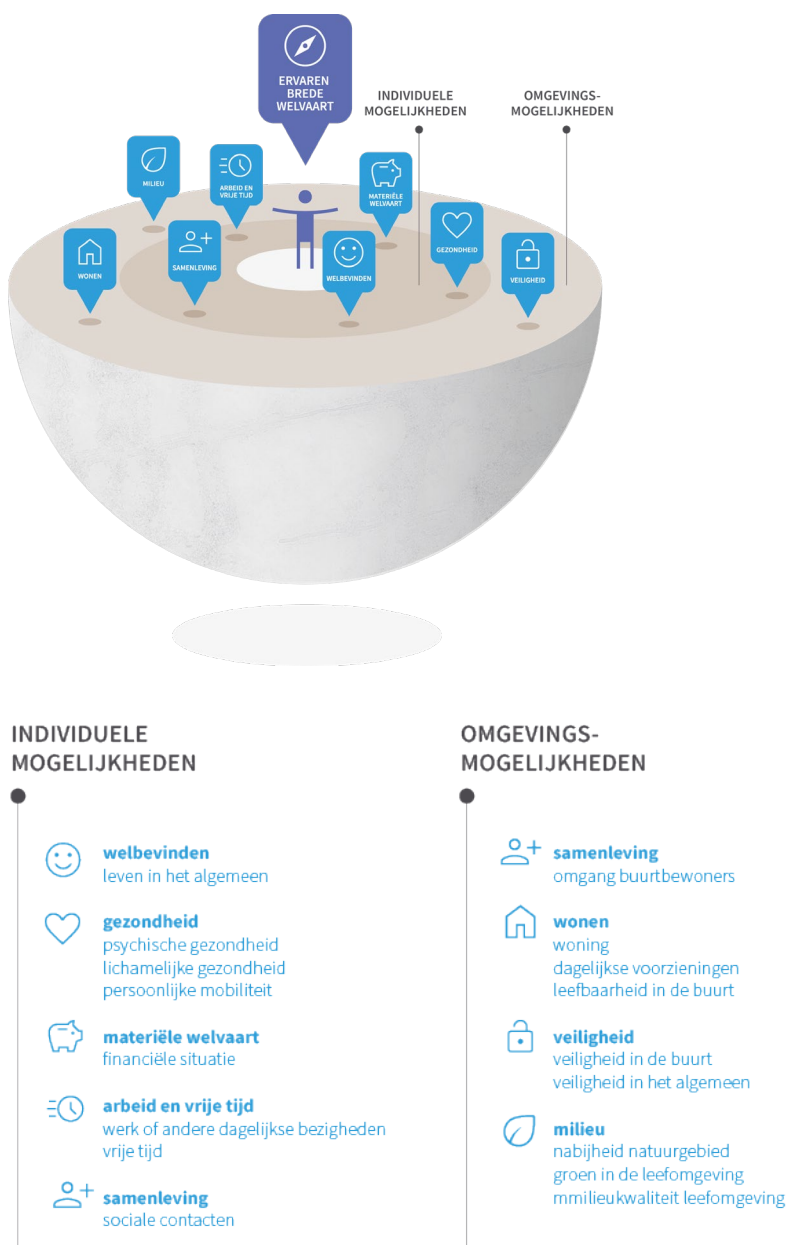 ERVAREN
BREDE
WELVAART
INDIVIDUELE
MOGELIJKHEDEN
OMGEVINGS-
MOGELIJKHEDEN
MILIEU
ARBEID EN
VRIJE TIJD
MATERIËLE
WELVAART
WONEN
SAMENLEVING
WELBEVINDEN
GEZONDHEID
VEILIGHEID
INDIVIDUELE
MOGELIJKHEDEN
welbevinden
leven in het algemeen
gezondheid
psychische gezondheid
lichamelijke gezondheid
persoonlijke mobiliteit
materiële welvaart
financiële situatie
arbeid en vrije tijd
werk of andere dagelijkse bezigheden
vrije tijd
samenleving
sociale contacten
OMGEVINGS-
MOGELIJKHEDEN
samenleving
omgang buurtbewoners
wonen
woning
dagelijkse voorzieningen
leefbaarheid in de buurt
veiligheid
veiligheid in de buurt
veiligheid in het algemeen
milieu
nabijheid natuurgebied
groen in de leefomgeving
mmilieukwaliteit leefomgeving